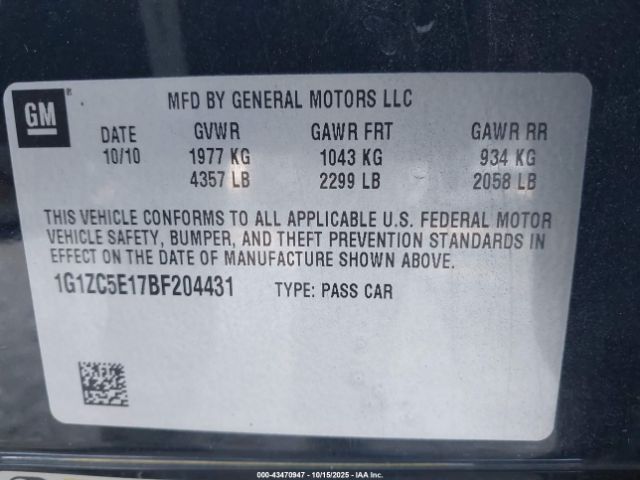 GM®
MFD BY GENERAL MOTORS LLC
DATE GVWR GAWR FRT GAWR RR
10/10 1977 KG 1043 KG 934 KG
4357 LB 2299 LB 2058 LB
THIS VEHICLE CONFORMS TO ALL APPLICABLE U.S. FEDERAL MOTOR
VEHICLE SAFETY, BUMPER, AND THEFT PREVENTION STANDARDS IN
EFFECT ON THE DATE OF MANUFACTURE SHOWN ABOVE.
1G1ZC5E17BF204431 TYPE: PASS CAR
000-43470947 - 10/15/2025 - IAA Inc.